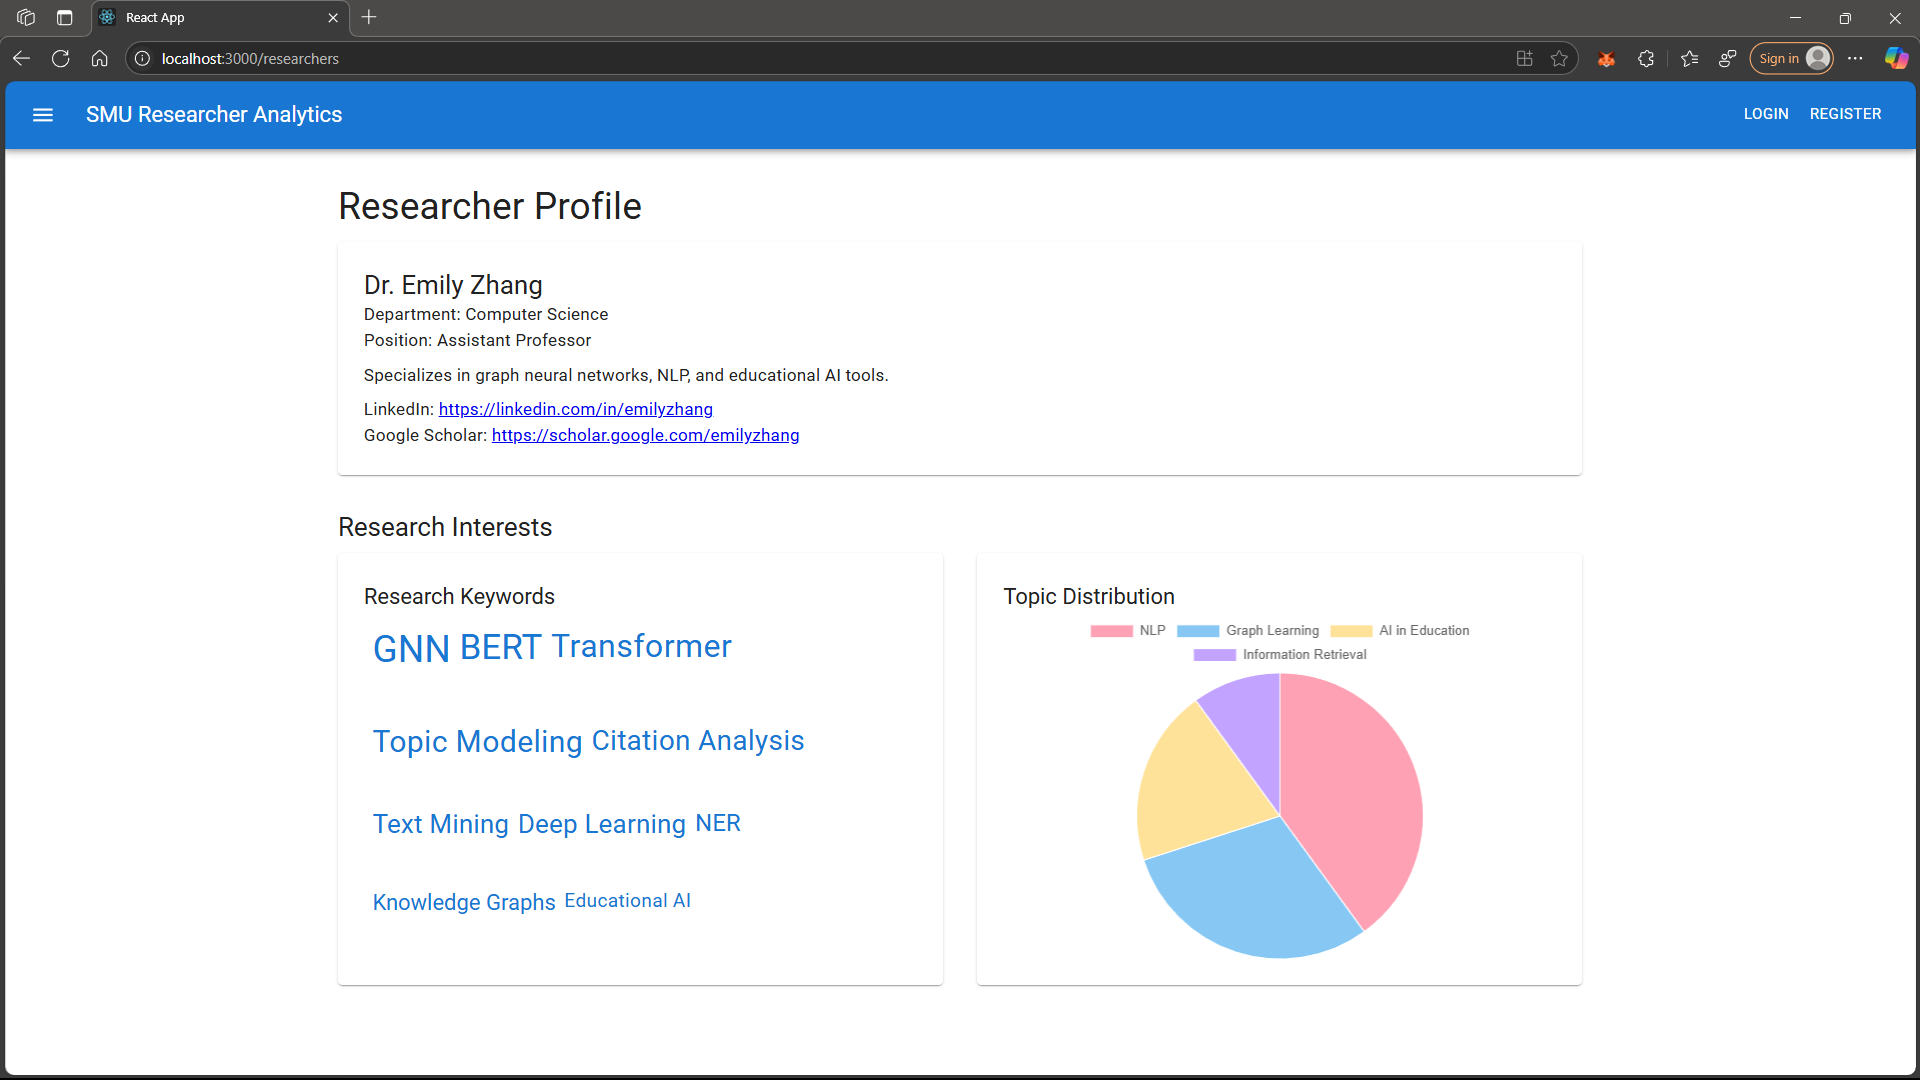 React App
localhost:3000/researchers
Sign in
SMU Researcher Analytics
LOGIN REGISTER
Researcher Profile
Dr. Emily Zhang
Department: Computer Science
Position: Assistant Professor
Specializes in graph neural networks, NLP, and educational AI tools.
LinkedIn: https://linkedin.com/in/emilyzhang
Google Scholar: https://scholar.google.com/emilyzhang
Research Interests
Research Keywords
GNN BERT Transformer
Topic Modeling Citation Analysis
Text Mining Deep Learning NER
Knowledge Graphs Educational AI
Topic Distribution
NLP Graph Learning AI in Education
Information Retrieval